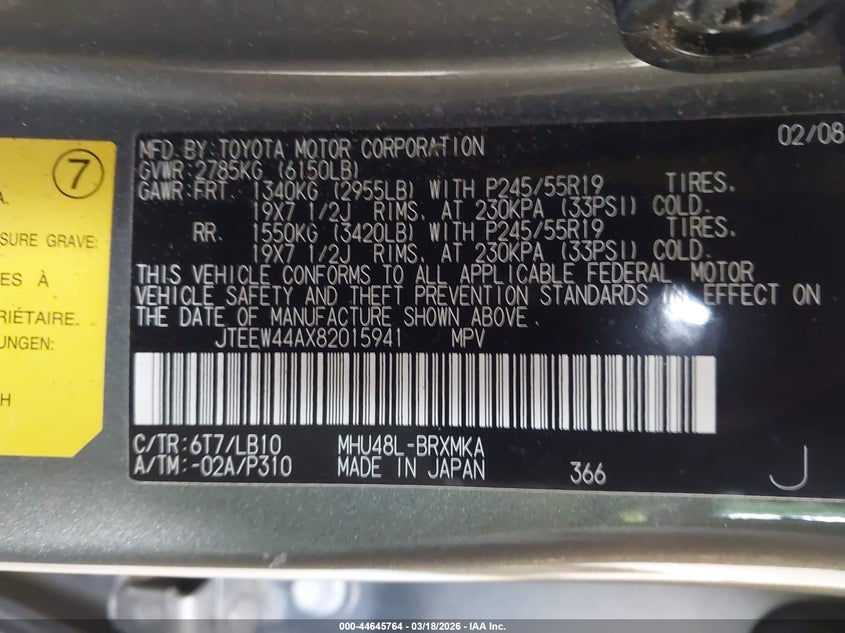 7
A.
SURE GRAVE:
ES À
RIÉTAIRE.
UNGEN:
H
MFD. BY: TOYOTA MOTOR CORPORATION 02/08
GVWR: 2785KG (6150LB)
GAWR: FRT. 1340KG (2955LB) WITH P245/55R19 TIRES.
19X7 1/2J RIMS. AT 230KPA (33PSI) COLD.
RR. 1550KG (3420LB) WITH P245/55R19 TIRES.
19X7 1/2J RIMS. AT 230KPA (33PSI) COLD.
THIS VEHICLE CONFORMS TO ALL APPLICABLE FEDERAL MOTOR
VEHICLE SAFETY AND THEFT PREVENTION STANDARDS IN EFFECT ON
THE DATE OF MANUFACTURE SHOWN ABOVE.
JTEEW44AX82015941 MPV
C/TR: 6T7/LB10 MHU48L-BRXMKA
A/TM: -02A/P310 MADE IN JAPAN 366 J
000-44645764 | 03/18/2026 - IAA Inc.